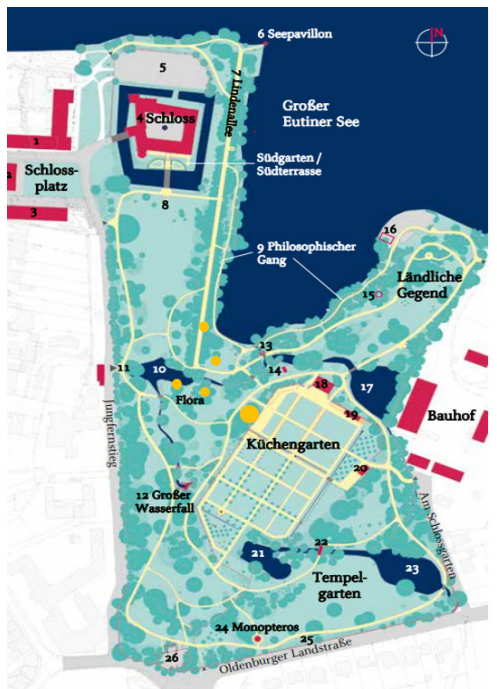 N
6 Seepavillon
5
7 Lindenallee
Großer
Eutiner See
4 Schloss
1
Südgarten /
Südterrasse
Schloss-
platz
2
3
8
9 Philosophischer
Gang
16
Ländliche
Gegend
15
13
11
10
14
18
17
Flora
19
Bauhof
Jungfernstieg
Küchengarten
20
12 Großer
Wasserfall
Am Schlossgarten
22
21
23
Tempel-
garten
24 Monopteros
25
26
Oldenburger Landstraße